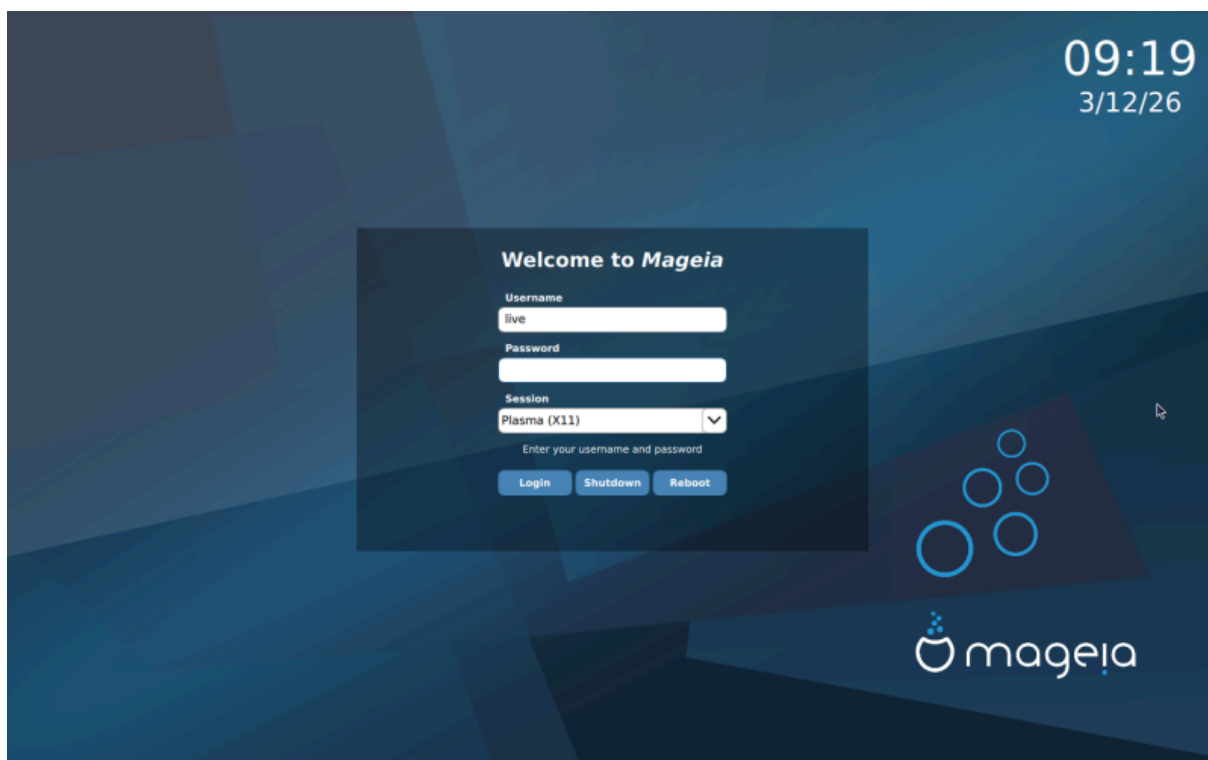 09:19
3/12/26
Welcome to Mageia
Username
live
Password
Session
Plasma (X11)
Enter your username and password
Login Shutdown Reboot
mageia